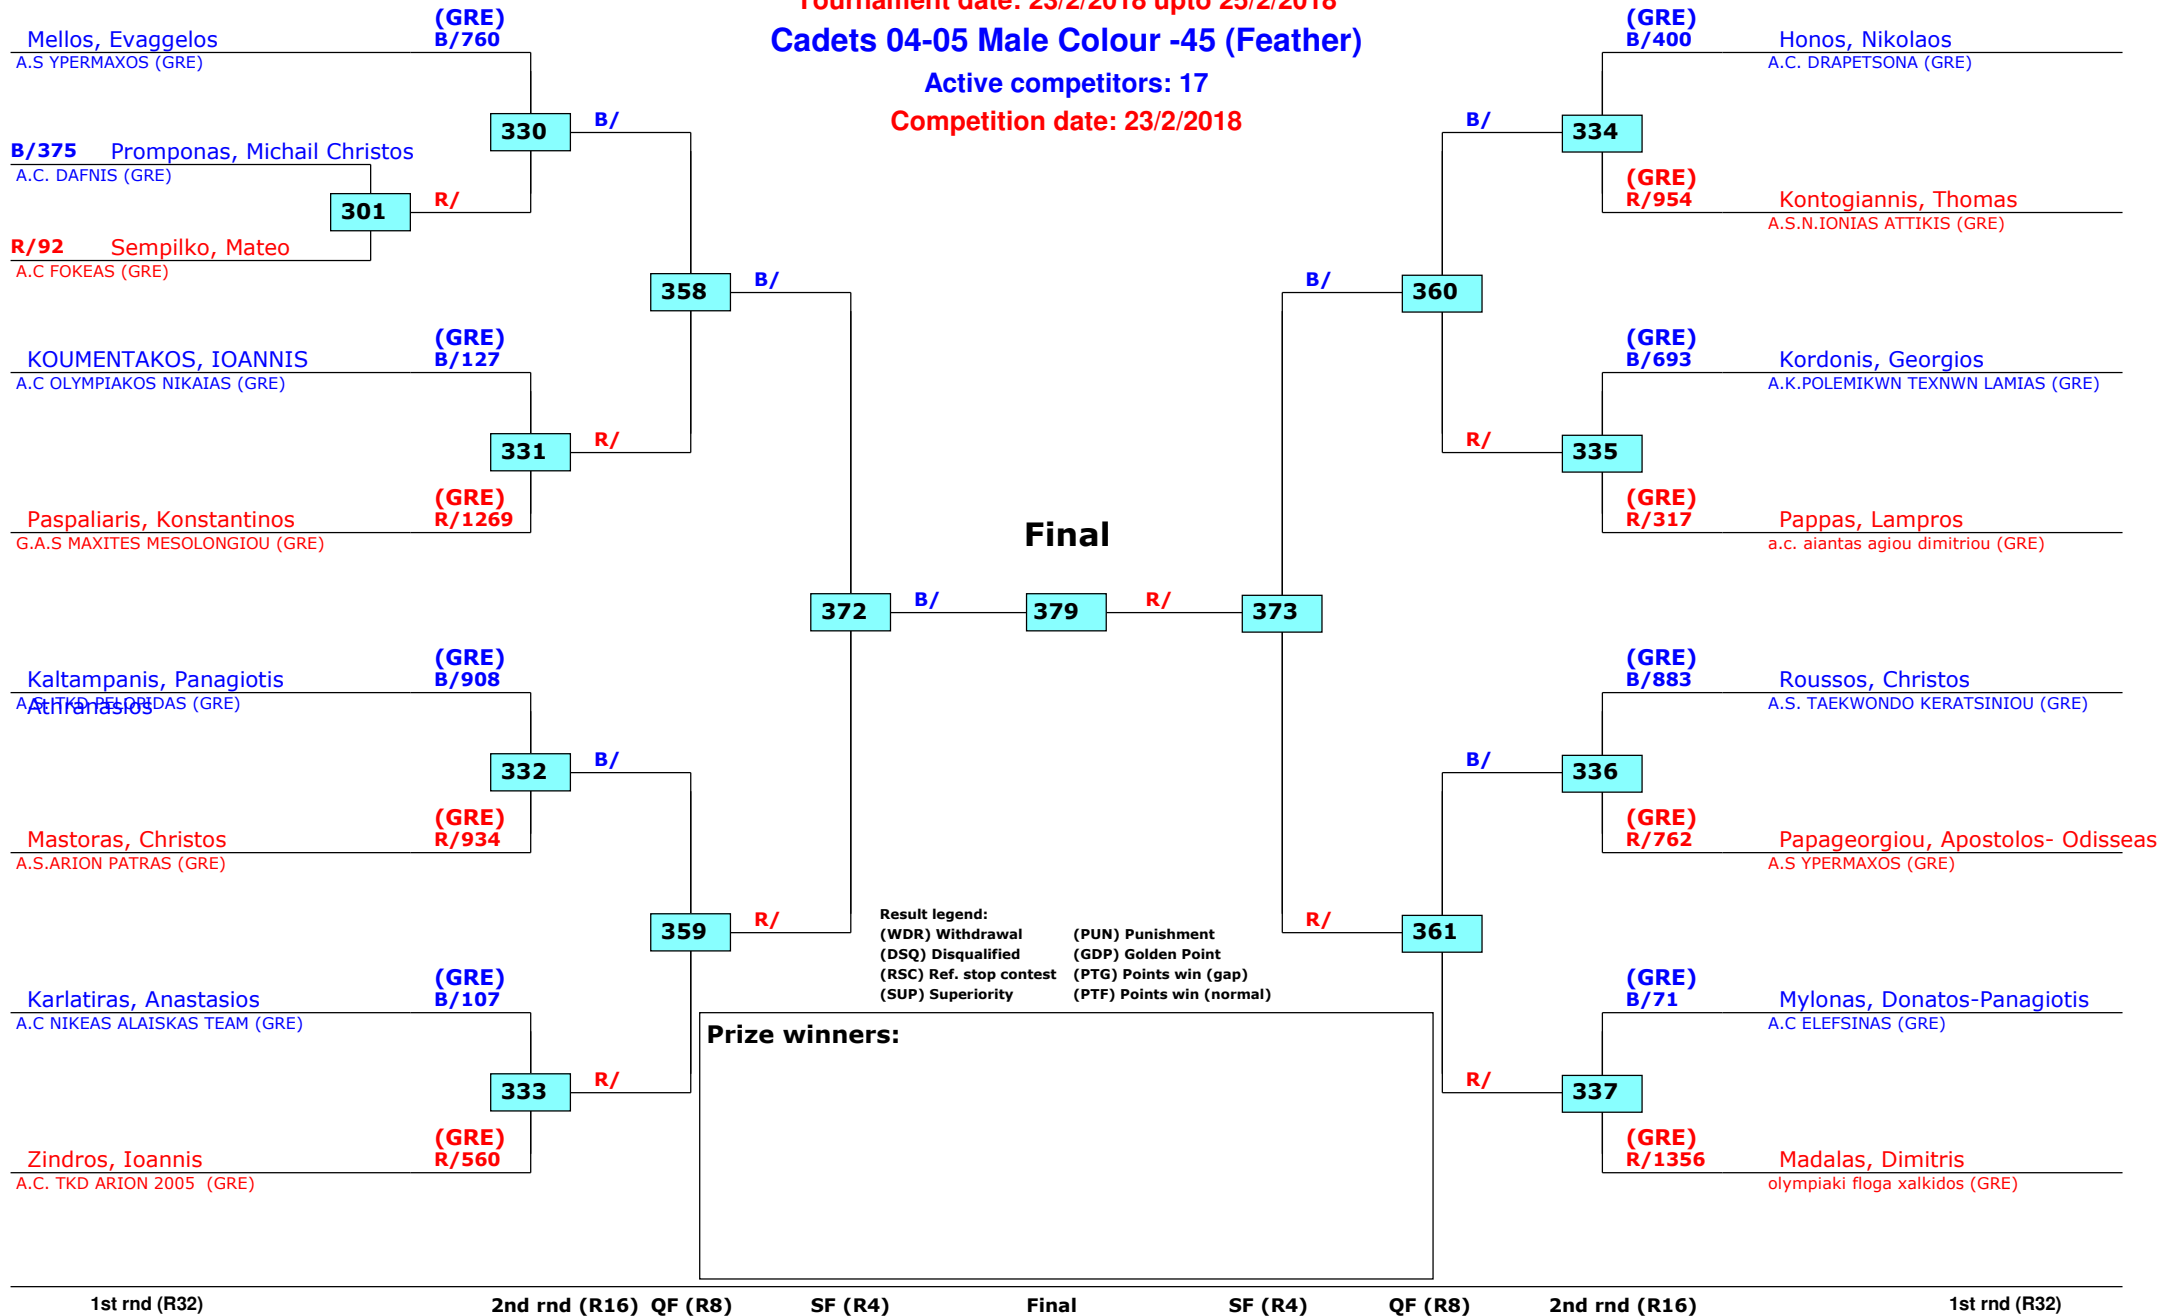 Tournament date: 23/2/2018 upto 25/2/2018
Cadets 04-05 Male Colour -45 (Feather)
Active competitors: 17
Competition date: 23/2/2018
(GRE)
Mellos, Evaggelos B/760
A.S YPERMAXOS (GRE)
330 B/
B/375 Promponas, Michail Christos
A.C. DAFNIS (GRE)
301 R/
R/92 Sempilko, Mateo
A.C FOKEAS (GRE)
358 B/
(GRE)
KOUMENTAKOS, IOANNIS B/127
A.C OLYMPIAKOS NIKAIAS (GRE)
331 R/
(GRE)
Paspaliaris, Konstantinos R/1269
G.A.S MAXITES MESOLONGIOU (GRE)
372 B/
(GRE)
Kaltampanis, Panagiotis B/908
Athranasios
A.S. TKD PELOPIDAS (GRE)
332 B/
(GRE)
Mastoras, Christos R/934
A.S.ARION PATRAS (GRE)
359 R/
(GRE)
Karlatiras, Anastasios B/107
A.C NIKEAS ALAISKAS TEAM (GRE)
333 R/
(GRE)
Zindros, Ioannis R/560
A.C. TKD ARION 2005 (GRE)
Final
379
(GRE)
B/400 Honos, Nikolaos
A.C. DRAPETSONA (GRE)
B/ 334
(GRE)
R/954 Kontogiannis, Thomas
A.S.N.IONIAS ATTIKIS (GRE)
B/ 360
(GRE)
B/693 Kordonis, Georgios
A.K.POLEMIKWN TEXNWN LAMIAS (GRE)
R/ 335
(GRE)
R/317 Pappas, Lampros
a.c. aiantas agiou dimitriou (GRE)
R/ 373
(GRE)
B/883 Roussos, Christos
A.S. TAEKWONDO KERATSINIOU (GRE)
B/ 336
(GRE)
R/762 Papageorgiou, Apostolos- Odisseas
A.S YPERMAXOS (GRE)
R/ 361
(GRE)
B/71 Mylonas, Donatos-Panagiotis
A.C ELEFSINAS (GRE)
R/ 337
(GRE)
R/1356 Madalas, Dimitris
olympiaki floga xalkidos (GRE)
Result legend:
(WDR) Withdrawal (PUN) Punishment
(DSQ) Disqualified (GDP) Golden Point
(RSC) Ref. stop contest (PTG) Points win (gap)
(SUP) Superiority (PTF) Points win (normal)
Prize winners:
1st rnd (R32) 2nd rnd (R16) QF (R8) SF (R4) Final SF (R4) QF (R8) 2nd rnd (R16) 1st rnd (R32)